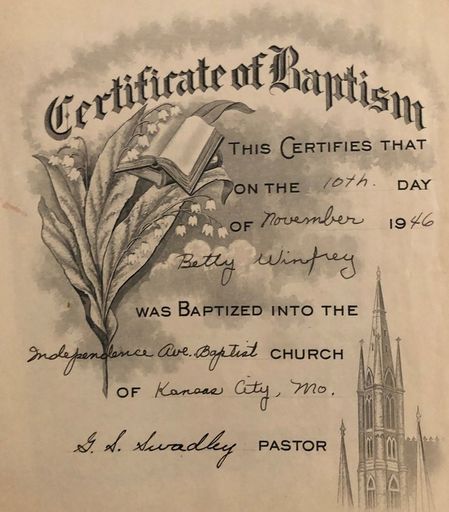 Certificate of Baptism
THIS CERTIFIES THAT
ON THE 10th. DAY
OF November 1946
Betty Winfrey
WAS BAPTIZED INTO THE
Independence Ave. Baptist CHURCH
OF Kansas City, Mo.
G. S. Swadley PASTOR